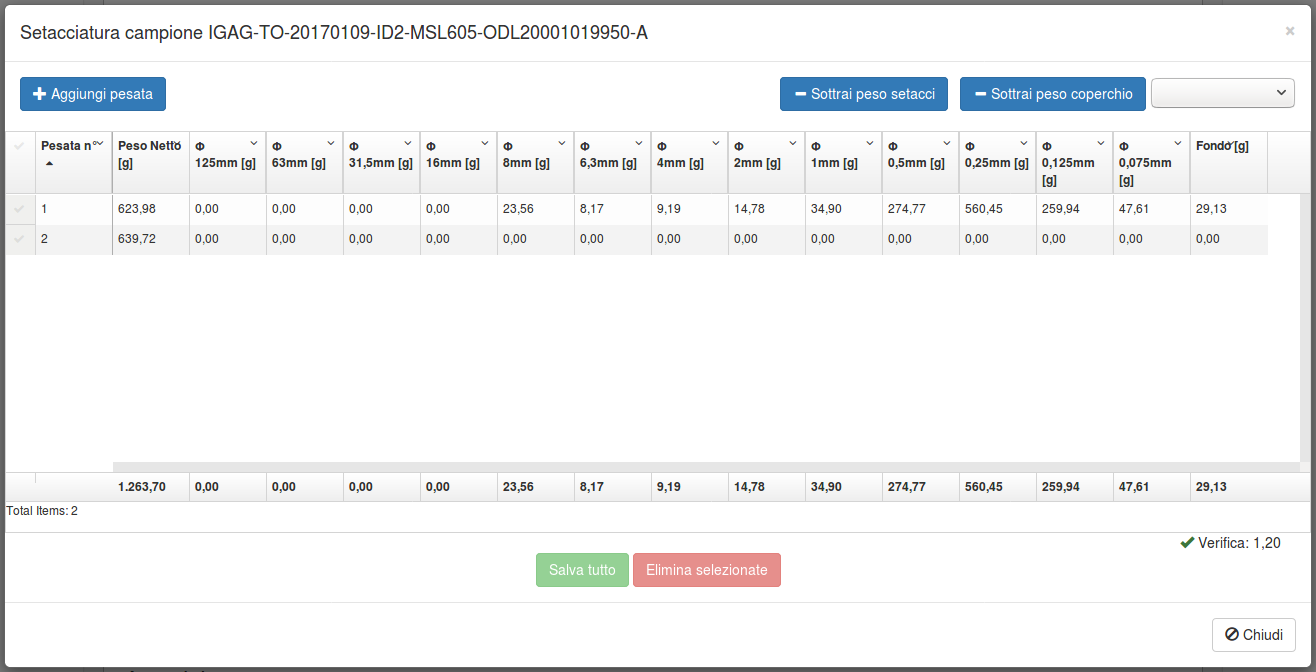 Setacciatura campione IGAG-TO-20170109-ID2-MSL605-ODL20001019950-A
×
Aggiungi pesata
Sottrai peso setacci
Sottrai peso coperchio
Pesata n° Peso Netto [g] Φ 125mm [g] Φ 63mm [g] Φ 31,5mm [g] Φ 16mm [g] Φ 8mm [g] Φ 6,3mm [g] Φ 4mm [g] Φ 2mm [g] Φ 1mm [g] Φ 0,5mm [g] Φ 0,25mm [g] Φ 0,125mm [g] Φ 0,075mm [g] Fondo [g]
1 623,98 0,00 0,00 0,00 0,00 23,56 8,17 9,19 14,78 34,90 274,77 560,45 259,94 47,61 29,13
2 639,72 0,00 0,00 0,00 0,00 0,00 0,00 0,00 0,00 0,00 0,00 0,00 0,00 0,00 0,00
1.263,70 0,00 0,00 0,00 0,00 23,56 8,17 9,19 14,78 34,90 274,77 560,45 259,94 47,61 29,13
Total Items: 2
Verifica: 1,20
Salva tutto
Elimina selezionate
Chiudi